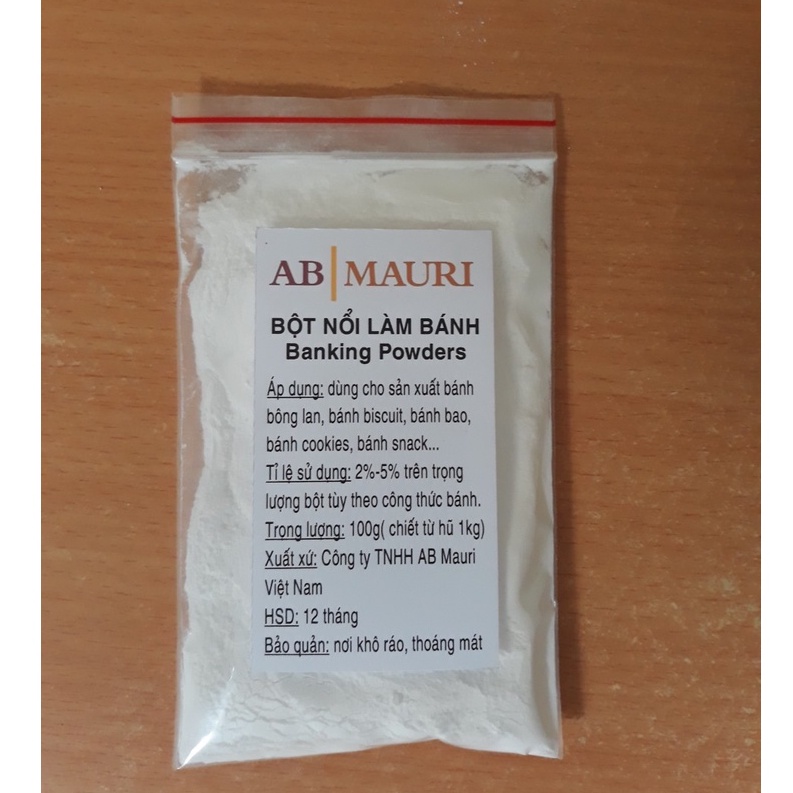 AB|MAURI
BỘT NỔI LÀM BÁNH
Banking Powders
Áp dụng: dùng cho sản xuất bánh
bông lan, bánh biscuit, bánh bao,
bánh cookies, bánh snack...
Tỉ lệ sử dụng: 2%-5% trên trọng
lượng bột tùy theo công thức bánh.
Trọng lượng: 100g( chiết từ hũ 1kg)
Xuất xứ: Công ty TNHH AB Mauri
Việt Nam
HSD: 12 tháng
Bảo quản: nơi khô ráo, thoáng mát